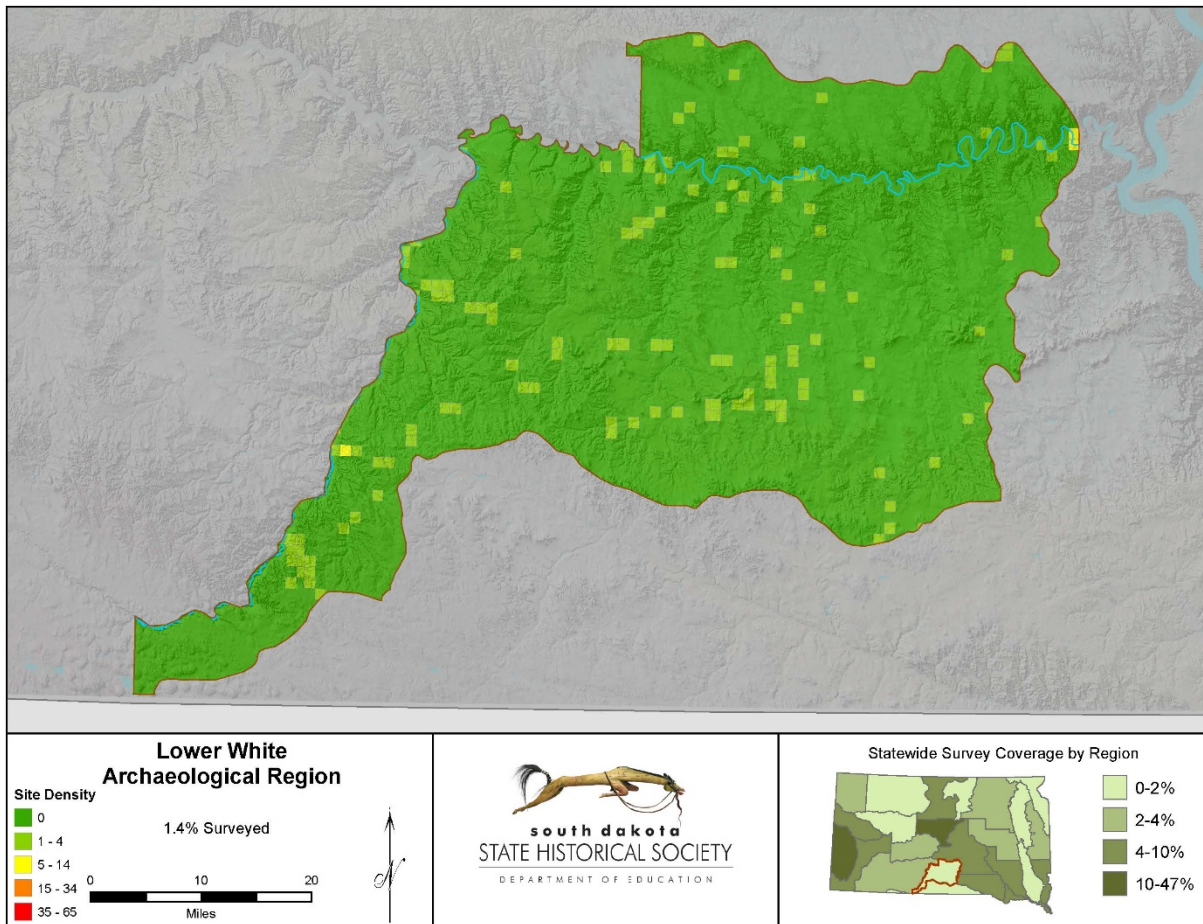 Lower White
Archaeological Region
Site Density
0
1 - 4
5 - 14
15 - 34
35 - 65
1.4% Surveyed
0 10 20
Miles
N
south dakota
STATE HISTORICAL SOCIETY
DEPARTMENT OF EDUCATION
Statewide Survey Coverage by Region
0-2%
2-4%
4-10%
10-47%